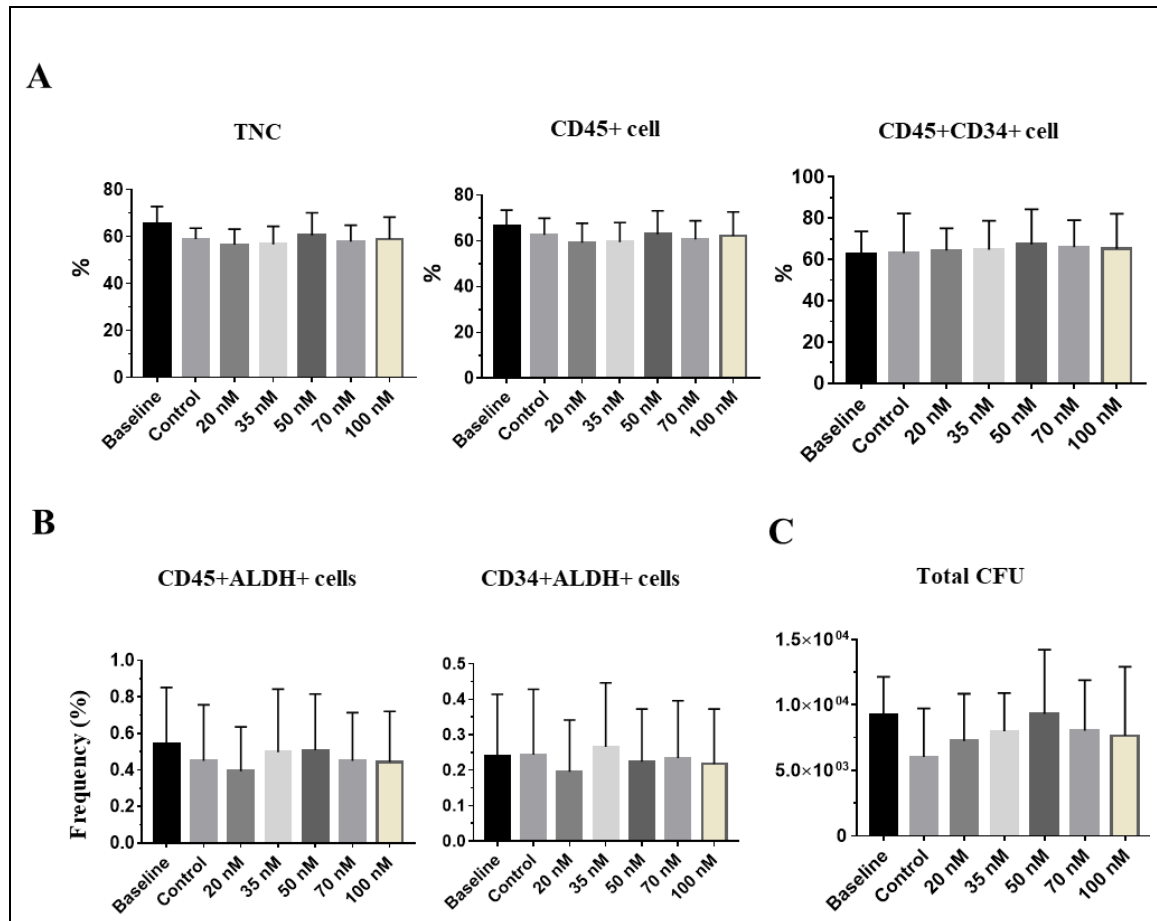 A
TNC
CD45+ cell
CD45+CD34+ cell
%
80
60
40
20
0
Baseline
Control
20 nM
35 nM
50 nM
70 nM
100 nM
%
80
60
40
20
0
Baseline
Control
20 nM
35 nM
50 nM
70 nM
100 nM
%
100
80
60
40
20
0
Baseline
Control
20 nM
35 nM
50 nM
70 nM
100 nM
B
CD45+ALDH+ cells
CD34+ALDH+ cells
Frequency (%)
1.0
0.8
0.6
0.4
0.2
0.0
Baseline
Control
20 nM
35 nM
50 nM
70 nM
100 nM
0.5
0.4
0.3
0.2
0.1
0.0
Baseline
Control
20 nM
35 nM
50 nM
70 nM
100 nM
C
Total CFU
1.5×10⁰⁴
1.0×10⁰⁴
5.0×10⁰³
0
Baseline
Control
20 nM
35 nM
50 nM
70 nM
100 nM